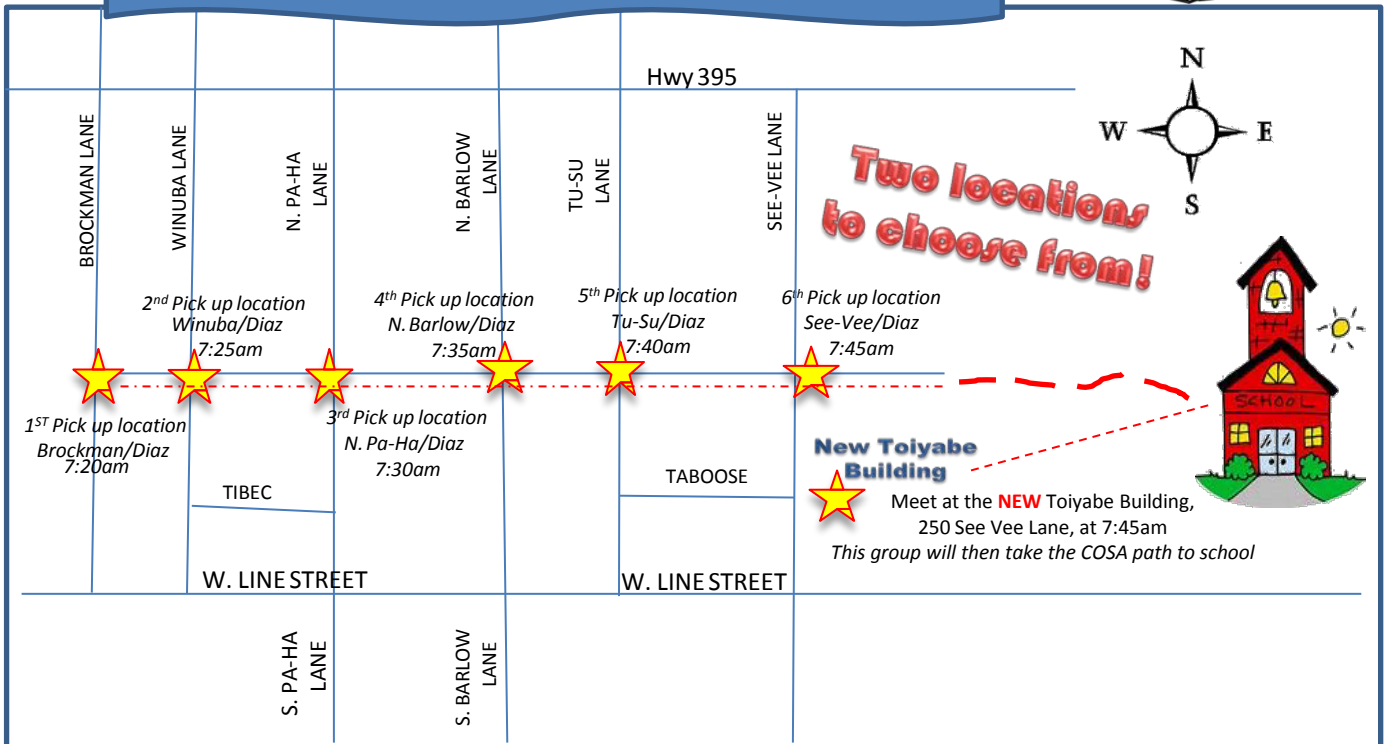 Hwy 395
N
W E
S
BROCKMAN LANE
WINUBA LANE
N. PA-HA
LANE
N. BARLOW
LANE
TU-SU
LANE
SEE-VEE LANE
Two locations
to choose from!
2nd Pick up location
Winuba/Diaz
7:25am
4th Pick up location
N. Barlow/Diaz
7:35am
5th Pick up location
Tu-Su/Diaz
7:40am
6th Pick up location
See-Vee/Diaz
7:45am
1ST Pick up location
Brockman/Diaz
7:20am
3rd Pick up location
N. Pa-Ha/Diaz
7:30am
SCHOOL
New Toiyabe
Building
TIBEC
TABOOSE
Meet at the NEW Toiyabe Building,
250 See Vee Lane, at 7:45am
This group will then take the COSA path to school
W. LINE STREET
W. LINE STREET
S. PA-HA
LANE
S. BARLOW
LANE